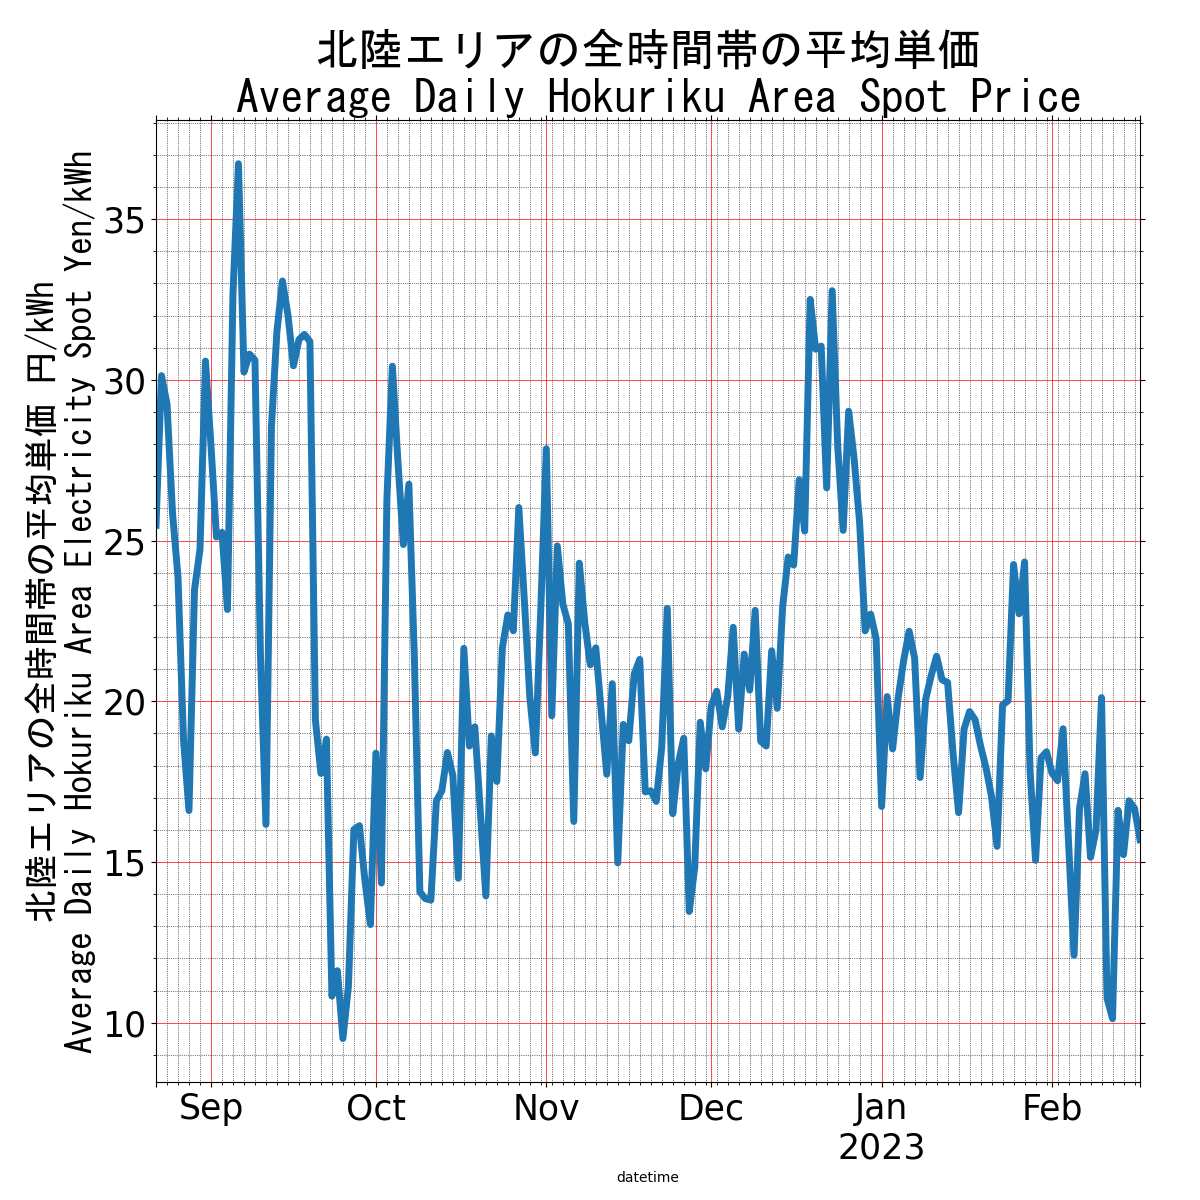 北陸エリアの全時間帯の平均単価
Average Daily Hokuriku Area Spot Price
北陸エリアの全時間帯の平均単価 円/kWh
Average Daily Hokuriku Area Electricity Spot Yen/kWh
35
30
25
20
15
10
Sep Oct Nov Dec Jan Feb
2023
datetime